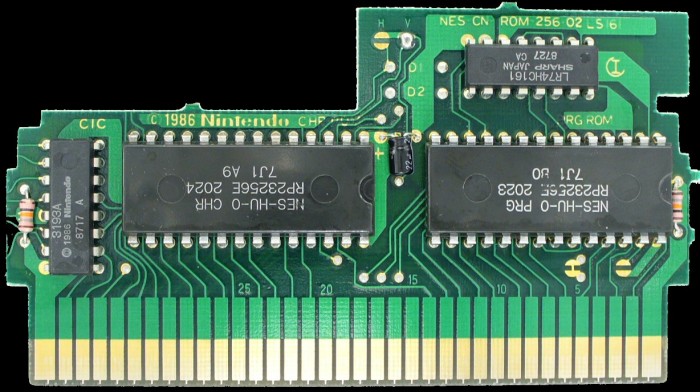 NES CN ROM 256 02 LS161
H V
LR74HC161
SHARP JAPAN
8727 CA
D1
D2
CIC
© 1986 Nintendo CHR
PRG ROM
3193A
© 1986 Nintendo
8717 A
NES-HU-0 CHR
RP23256E 2024
7J1 A9
+
NES-HU-0 PRG
RP23256E 2023
7J1 B0
H
25
20
15
10
5